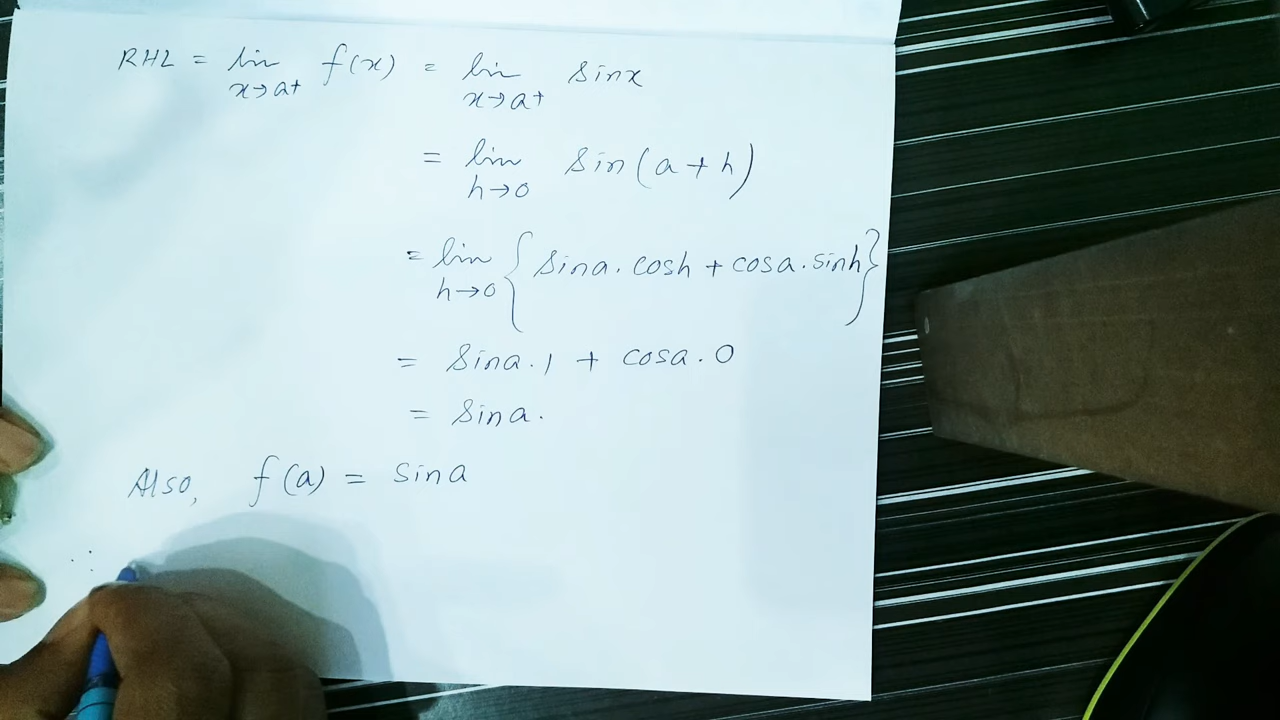 RHL = lim x→a+ f(x) = lim x→a+ sinx
= lim h→0 sin(a+h)
= lim h→0 {sina.cosh + cosa.sinh}
= sina.1 + cosa.0
= sina.
Also, f(a) = sina
∴